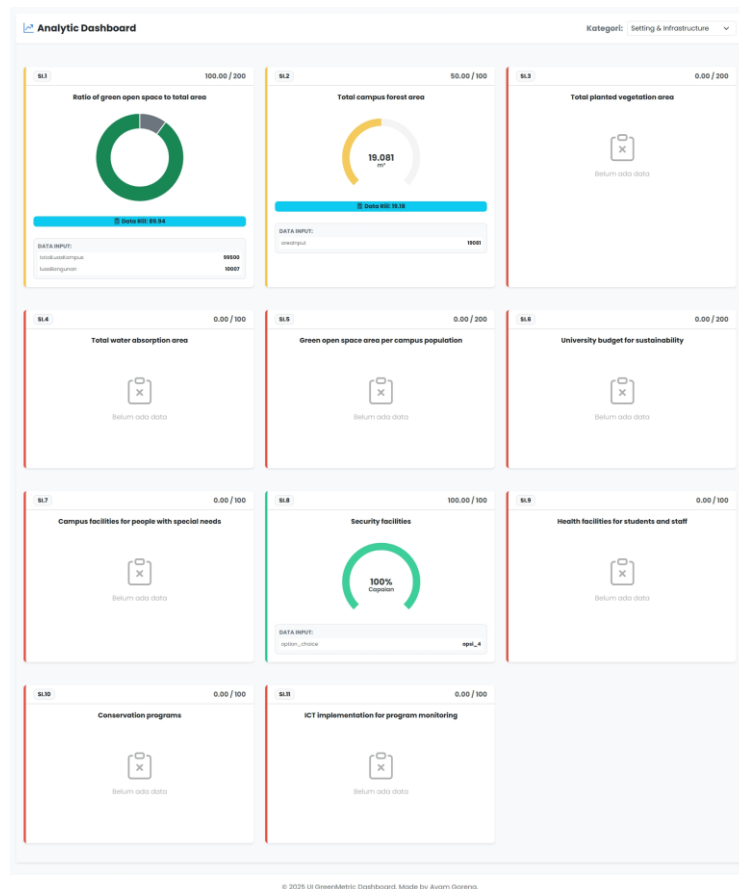 Analytic Dashboard
Kategori: Setting & Infrastructure
SI.1 100.00 / 200
Ratio of green open space to total area
Data Riil: 89.94
DATA INPUT:
totalLuasKampus 99500
luasBangunan 10007
SI.2 50.00 / 100
Total campus forest area
19.081
m²
Data Riil: 19.18
DATA INPUT:
areaInput 19081
SI.3 0.00 / 200
Total planted vegetation area
Belum ada data
SI.4 0.00 / 100
Total water absorption area
Belum ada data
SI.5 0.00 / 200
Green open space area per campus population
Belum ada data
SI.6 0.00 / 200
University budget for sustainability
Belum ada data
SI.7 0.00 / 100
Campus facilities for people with special needs
Belum ada data
SI.8 100.00 / 100
Security facilities
100%
Capaian
DATA INPUT:
option_choice opsi_4
SI.9 0.00 / 100
Health facilities for students and staff
Belum ada data
SI.10 0.00 / 100
Conservation programs
Belum ada data
SI.11 0.00 / 100
ICT implementation for program monitoring
Belum ada data
© 2025 UI GreenMetric Dashboard. Made by Ayam Goreng.